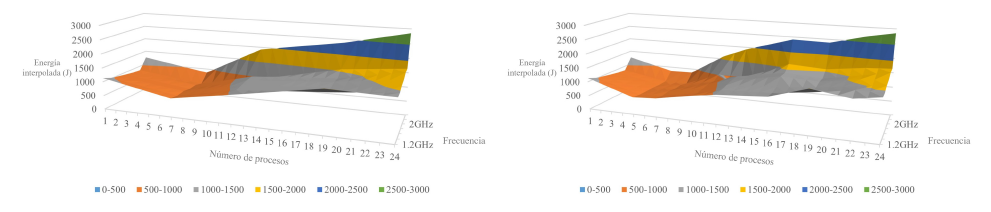 3000
2500
2000
1500
1000
500
0
Energía
interpolada (J)
1 2 3 4 5 6 7 8 9 10 11 12 13 14 15 16 17 18 19 20 21 22 23 24
Número de procesos
2GHz
1.2GHz
Frecuencia
0-500 500-1000 1000-1500 1500-2000 2000-2500 2500-3000
3000
2500
2000
1500
1000
500
0
Energía
interpolada (J)
1 2 3 4 5 6 7 8 9 10 11 12 13 14 15 16 17 18 19 20 21 22 23 24
Número de procesos
2GHz
1.2GHz
Frecuencia
0-500 500-1000 1000-1500 1500-2000 2000-2500 2500-3000